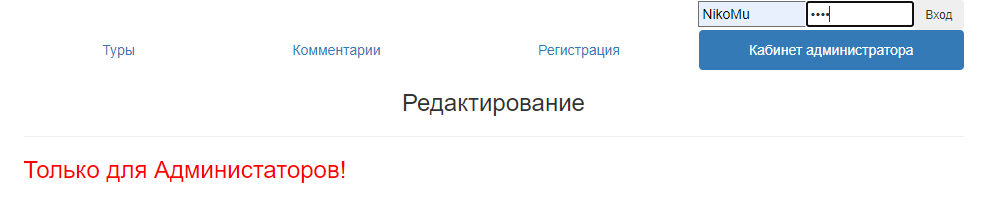 NikoMu •••• Вход
Туры Комментарии Регистрация Кабинет администратора
Редактирование
Только для Администаторов!